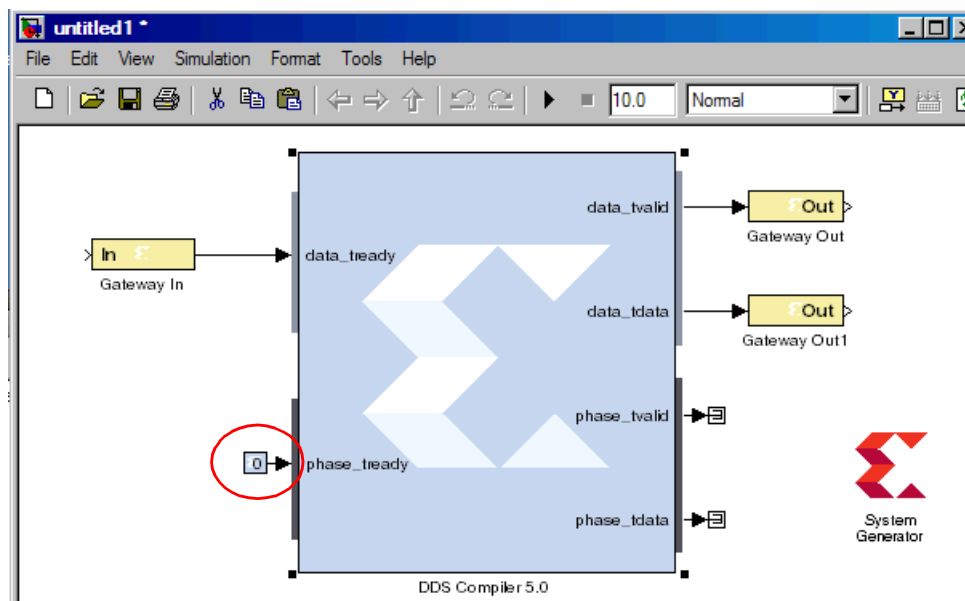 untitled1 *
File Edit View Simulation Format Tools Help
10.0 Normal
data_tvalid Out
Gateway Out
In data_tready
Gateway In
data_tdata Out
Gateway Out1
phase_tvalid
0 phase_tready
phase_tdata
System
Generator
DDS Compiler 5.0